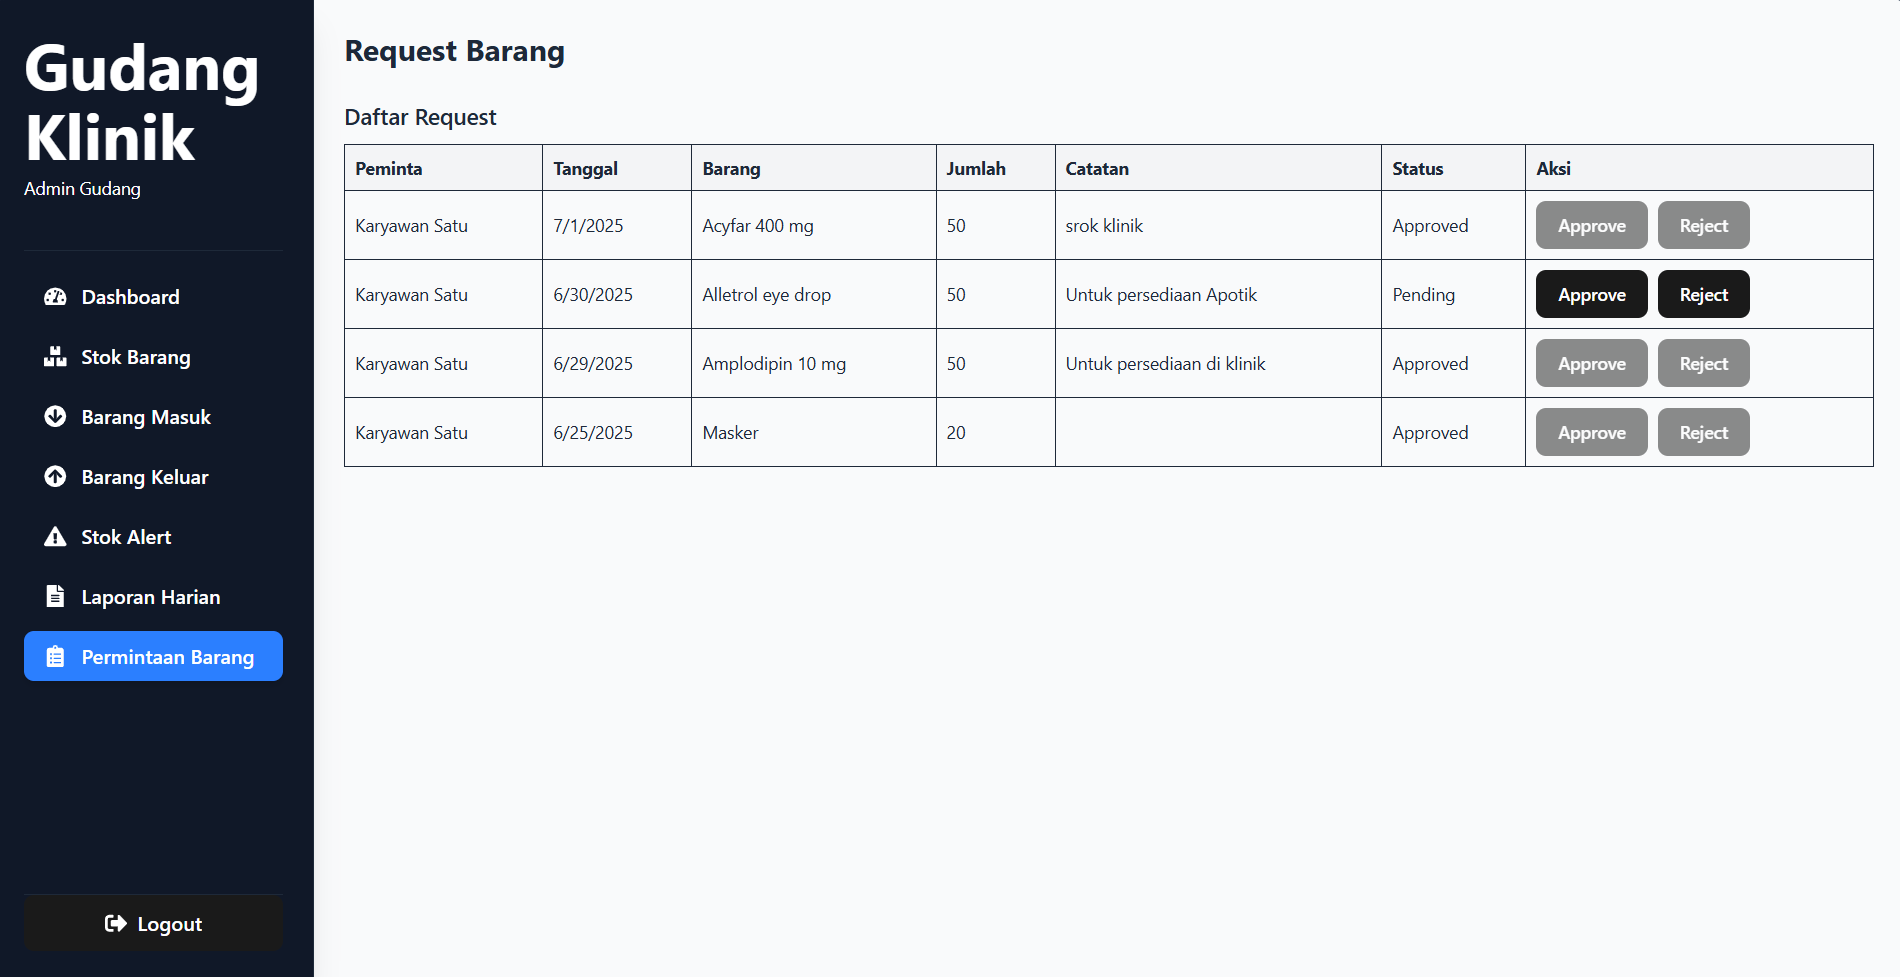 Gudang
Klinik
Admin Gudang
Dashboard
Stok Barang
Barang Masuk
Barang Keluar
Stok Alert
Laporan Harian
Permintaan Barang
Logout
Request Barang
Daftar Request
Peminta Tanggal Barang Jumlah Catatan Status Aksi
Karyawan Satu 7/1/2025 Acyfar 400 mg 50 srok klinik Approved Approve Reject
Karyawan Satu 6/30/2025 Alletrol eye drop 50 Untuk persediaan Apotik Pending Approve Reject
Karyawan Satu 6/29/2025 Amplodipin 10 mg 50 Untuk persediaan di klinik Approved Approve Reject
Karyawan Satu 6/25/2025 Masker 20 Approved Approve Reject